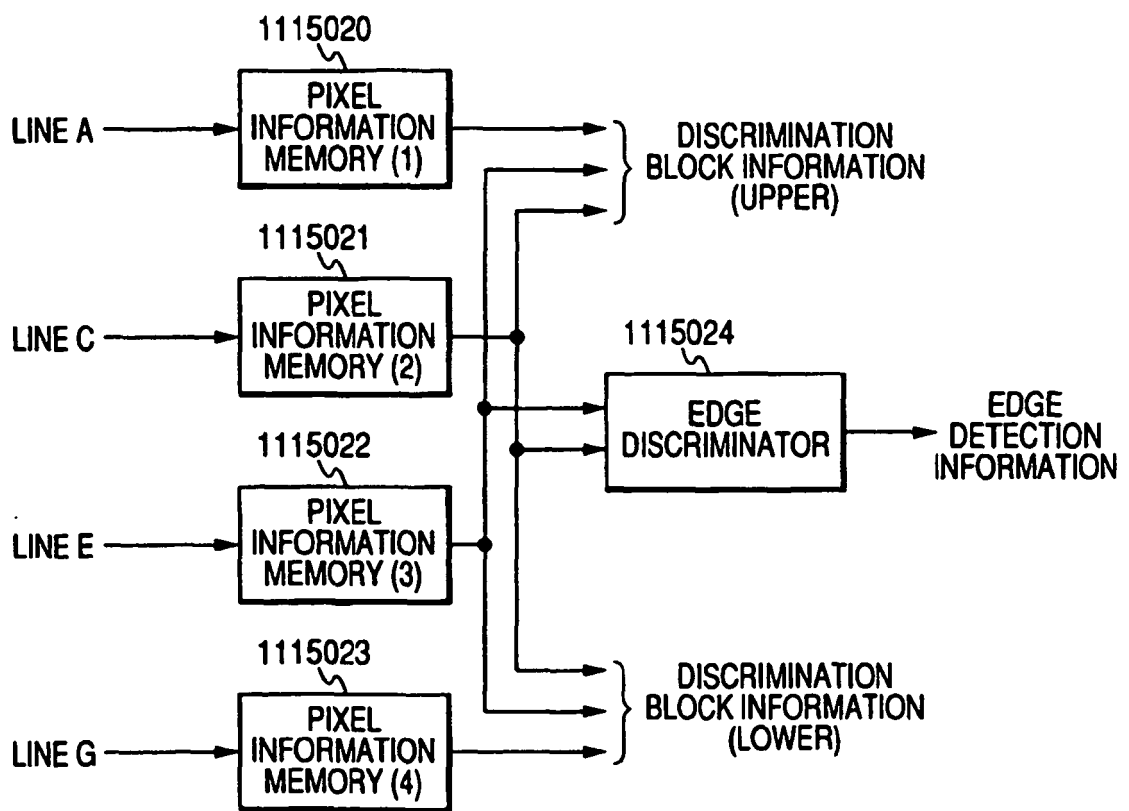 1115020
LINE A
PIXEL
INFORMATION
MEMORY (1)
DISCRIMINATION
BLOCK INFORMATION
(UPPER)
1115021
LINE C
PIXEL
INFORMATION
MEMORY (2)
1115024
EDGE
DISCRIMINATOR
EDGE
DETECTION
INFORMATION
1115022
LINE E
PIXEL
INFORMATION
MEMORY (3)
1115023
LINE G
PIXEL
INFORMATION
MEMORY (4)
DISCRIMINATION
BLOCK INFORMATION
(LOWER)